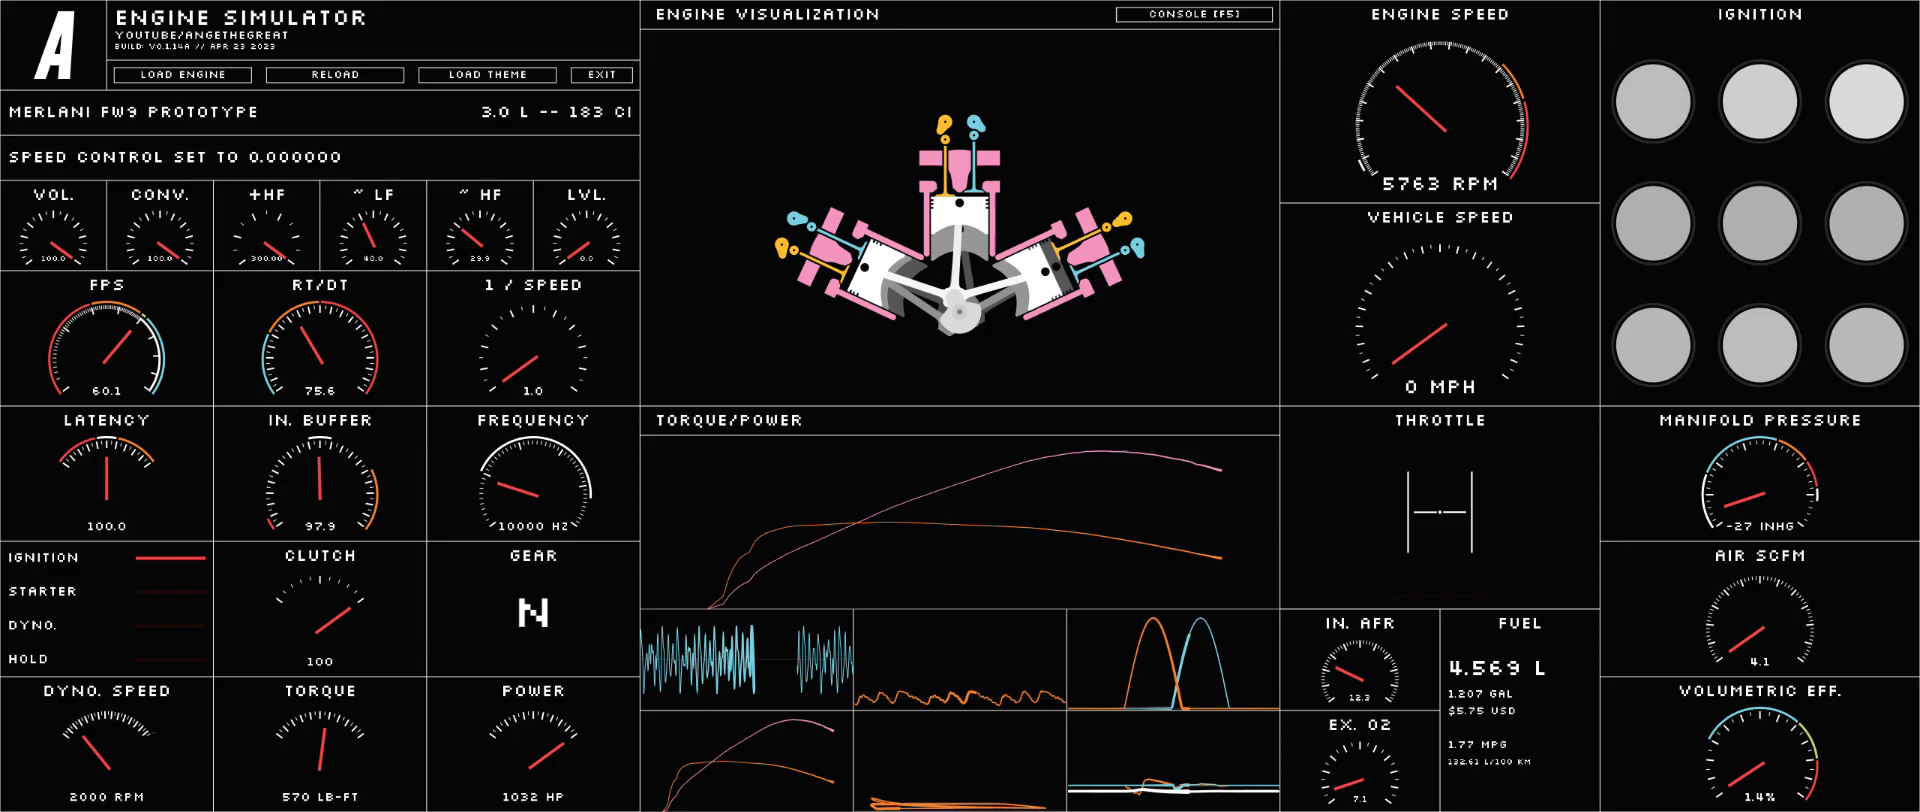 A
ENGINE SIMULATOR
YOUTUBE/ANGETHEGREAT
BUILD: V0.1.14A // APR 23 2023
LOAD ENGINE
RELOAD
LOAD THEME
EXIT
MERLANI FW9 PROTOTYPE
3.0 L -- 183 CI
SPEED CONTROL SET TO 0.000000
VOL.
CONV.
+HF
~ LF
~ HF
LVL.
100.0
100.0
300.00
40.0
29.9
0.0
FPS
RT/DT
1 / SPEED
60.1
75.6
1.0
LATENCY
IN. BUFFER
FREQUENCY
100.0
97.9
10000 HZ
IGNITION
STARTER
DYNO.
HOLD
CLUTCH
100
GEAR
N
DYNO. SPEED
TORQUE
POWER
2000 RPM
570 LB-FT
1032 HP
ENGINE VISUALIZATION
CONSOLE [F5]
TORQUE/POWER
ENGINE SPEED
5763 RPM
VEHICLE SPEED
0 MPH
THROTTLE
IN. AFR
12.3
EX. O2
7.1
FUEL
4.569 L
1.207 GAL
$5.75 USD
1.77 MPG
132.61 L/100 KM
IGNITION
MANIFOLD PRESSURE
-27 INHG
AIR SCFM
4.1
VOLUMETRIC EFF.
1.4%